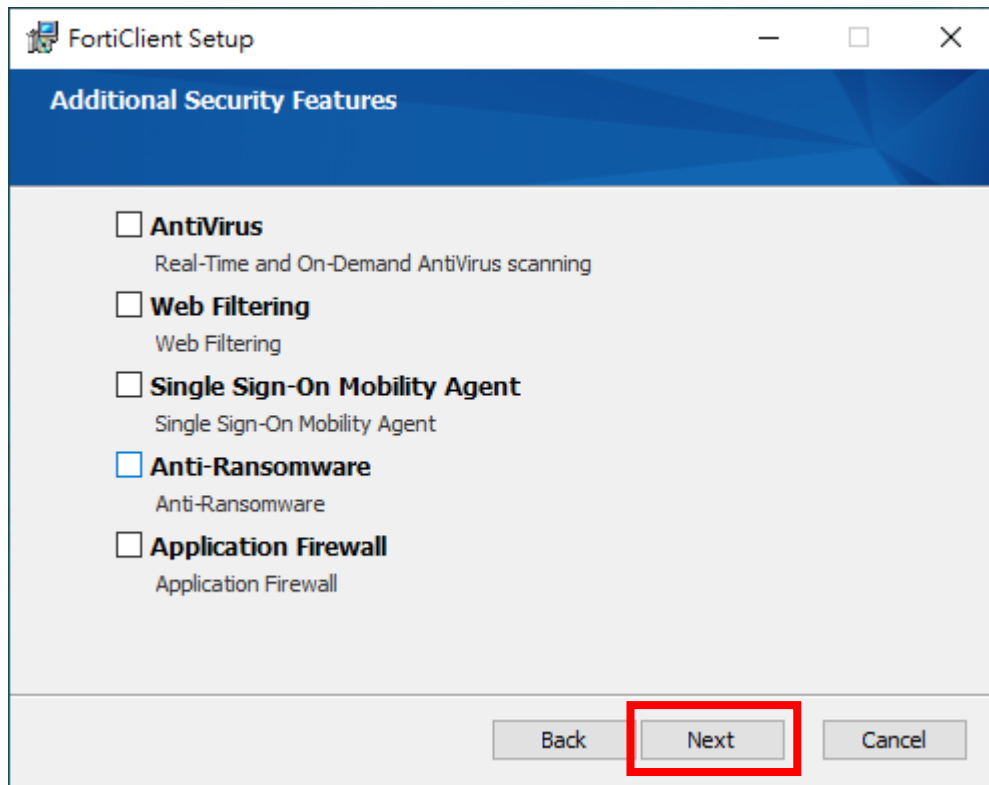 FortiClient Setup
Additional Security Features
AntiVirus
Real-Time and On-Demand AntiVirus scanning
Web Filtering
Web Filtering
Single Sign-On Mobility Agent
Single Sign-On Mobility Agent
Anti-Ransomware
Anti-Ransomware
Application Firewall
Application Firewall
Back Next Cancel